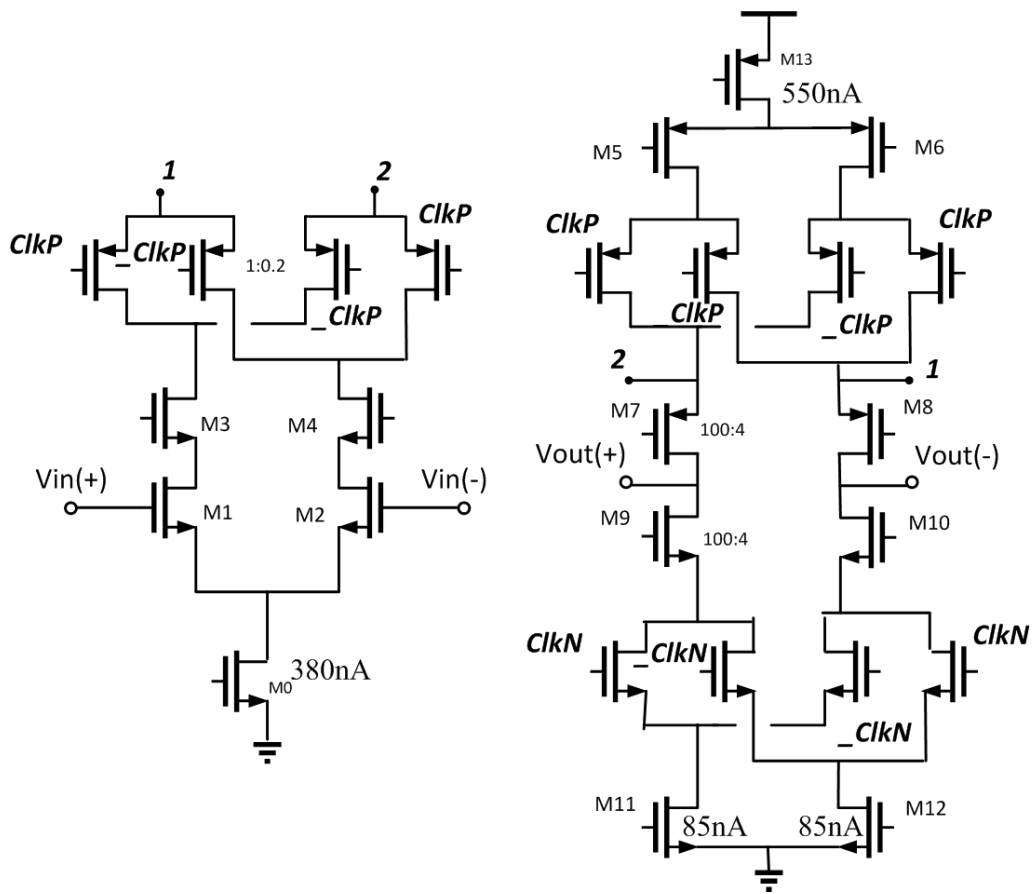 1
2
ClkP
ClkP
_ClkP
1:0.2
_ClkP
M3
M4
Vin(+)
Vin(-)
M1
M2
380nA
M0
M13
550nA
M5
M6
ClkP
ClkP
_ClkP
_ClkP
2
1
M7
M8
100:4
Vout(+)
Vout(-)
M9
M10
100:4
ClkN
_ClkN
ClkN
_ClkN
M11
M12
85nA
85nA